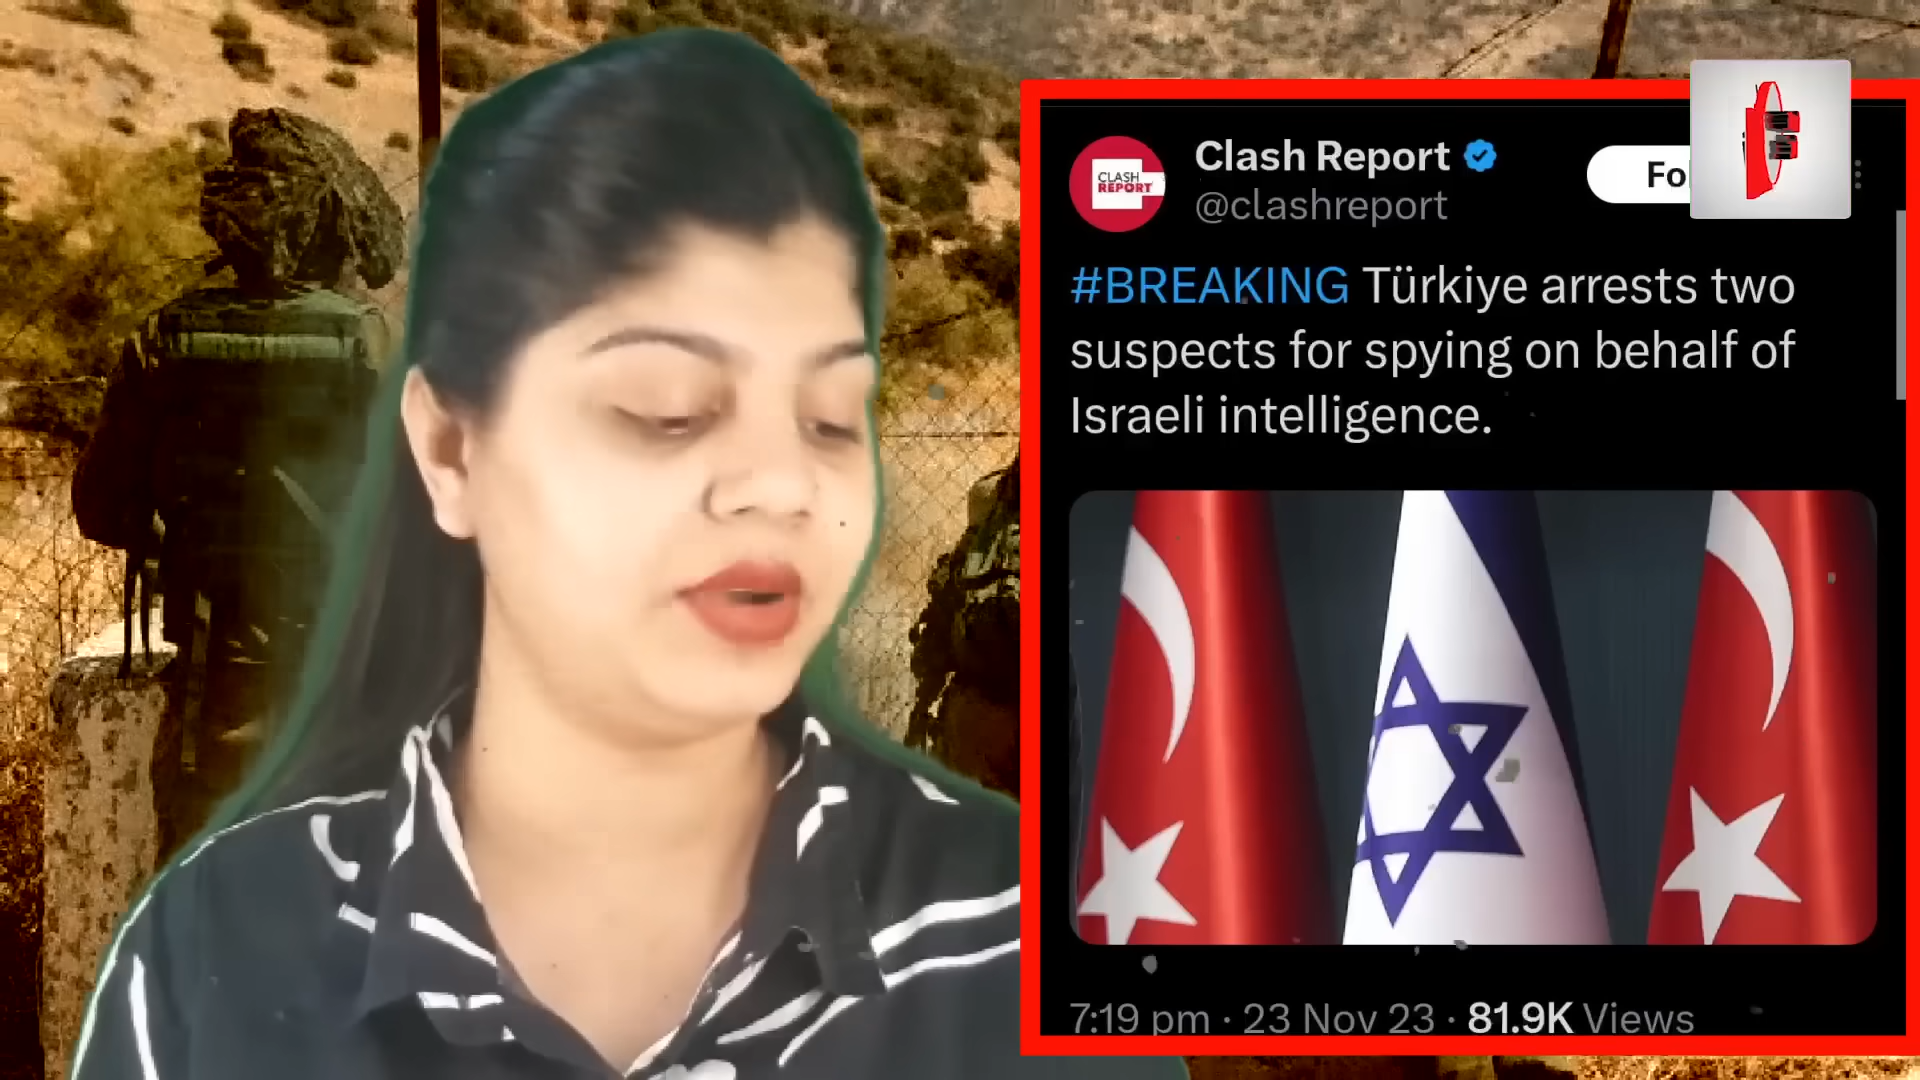 Clash Report
Fo
@clashreport
CLASH
REPORT
#BREAKING Türkiye arrests two
suspects for spying on behalf of
Israeli intelligence.
7:19 pm · 23 Nov 23 · 81.9K Views